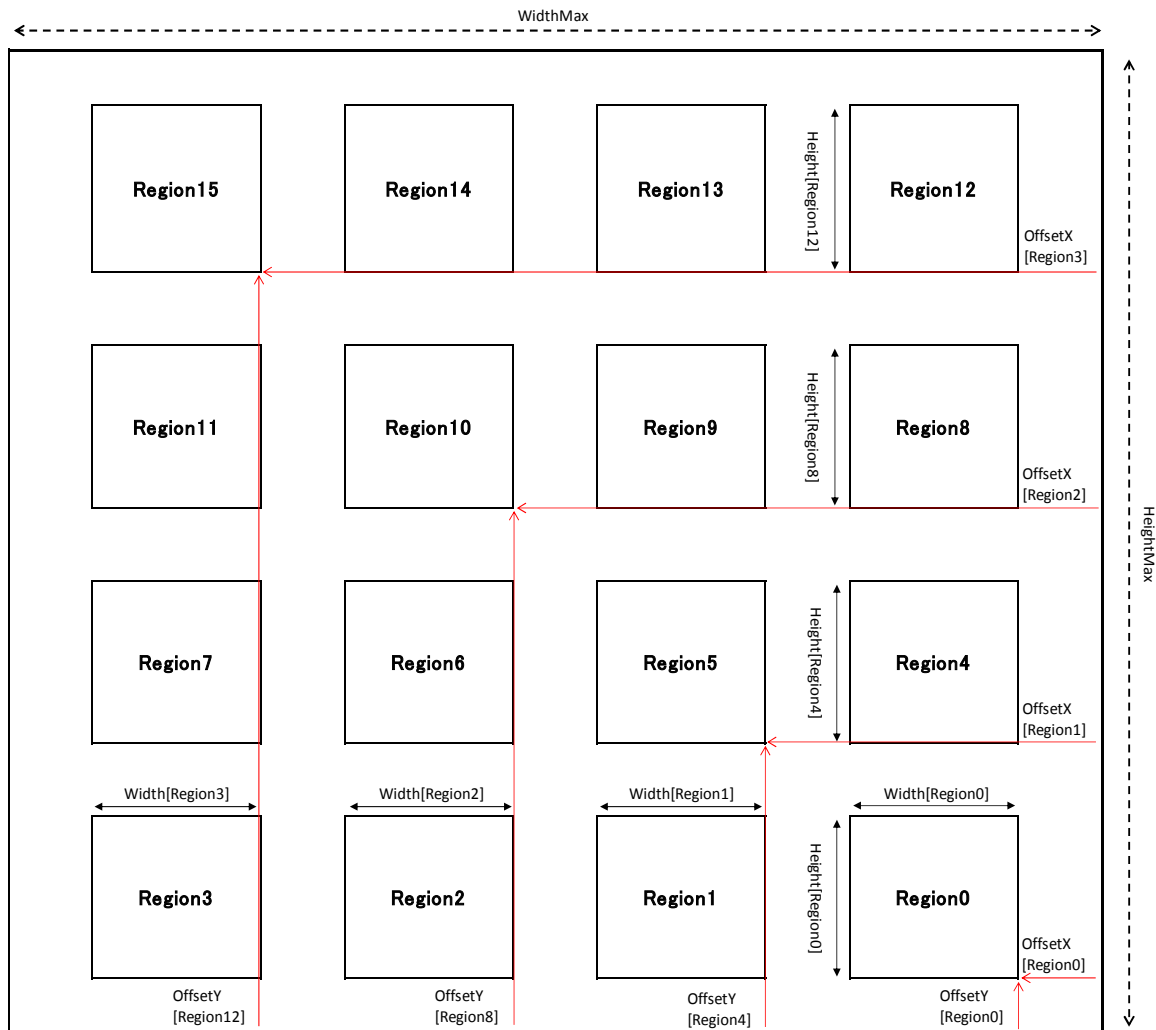 WidthMax
Region15
Region14
Region13
Height[Region12]
Region12
OffsetX
[Region3]
Region11
Region10
Region9
Height[Region8]
Region8
OffsetX
[Region2]
HeightMax
Region7
Region6
Region5
Height[Region4]
Region4
OffsetX
[Region1]
Width[Region3]
Width[Region2]
Width[Region1]
Width[Region0]
Region3
Region2
Region1
Height[Region0]
Region0
OffsetX
[Region0]
OffsetY
[Region12]
OffsetY
[Region8]
OffsetY
[Region4]
OffsetY
[Region0]